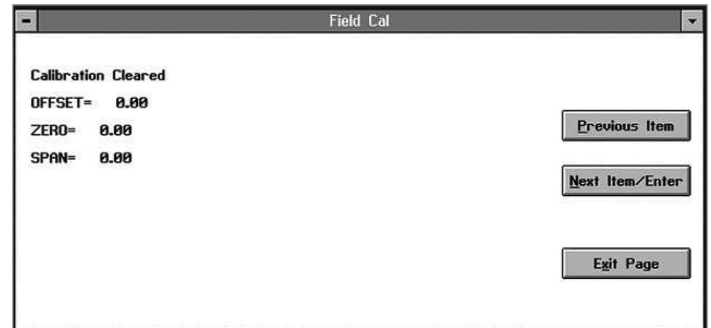 Field Cal
Calibration Cleared
OFFSET= 0.00
ZERO= 0.00
SPAN= 0.00
Previous Item
Next Item/Enter
Exit Page